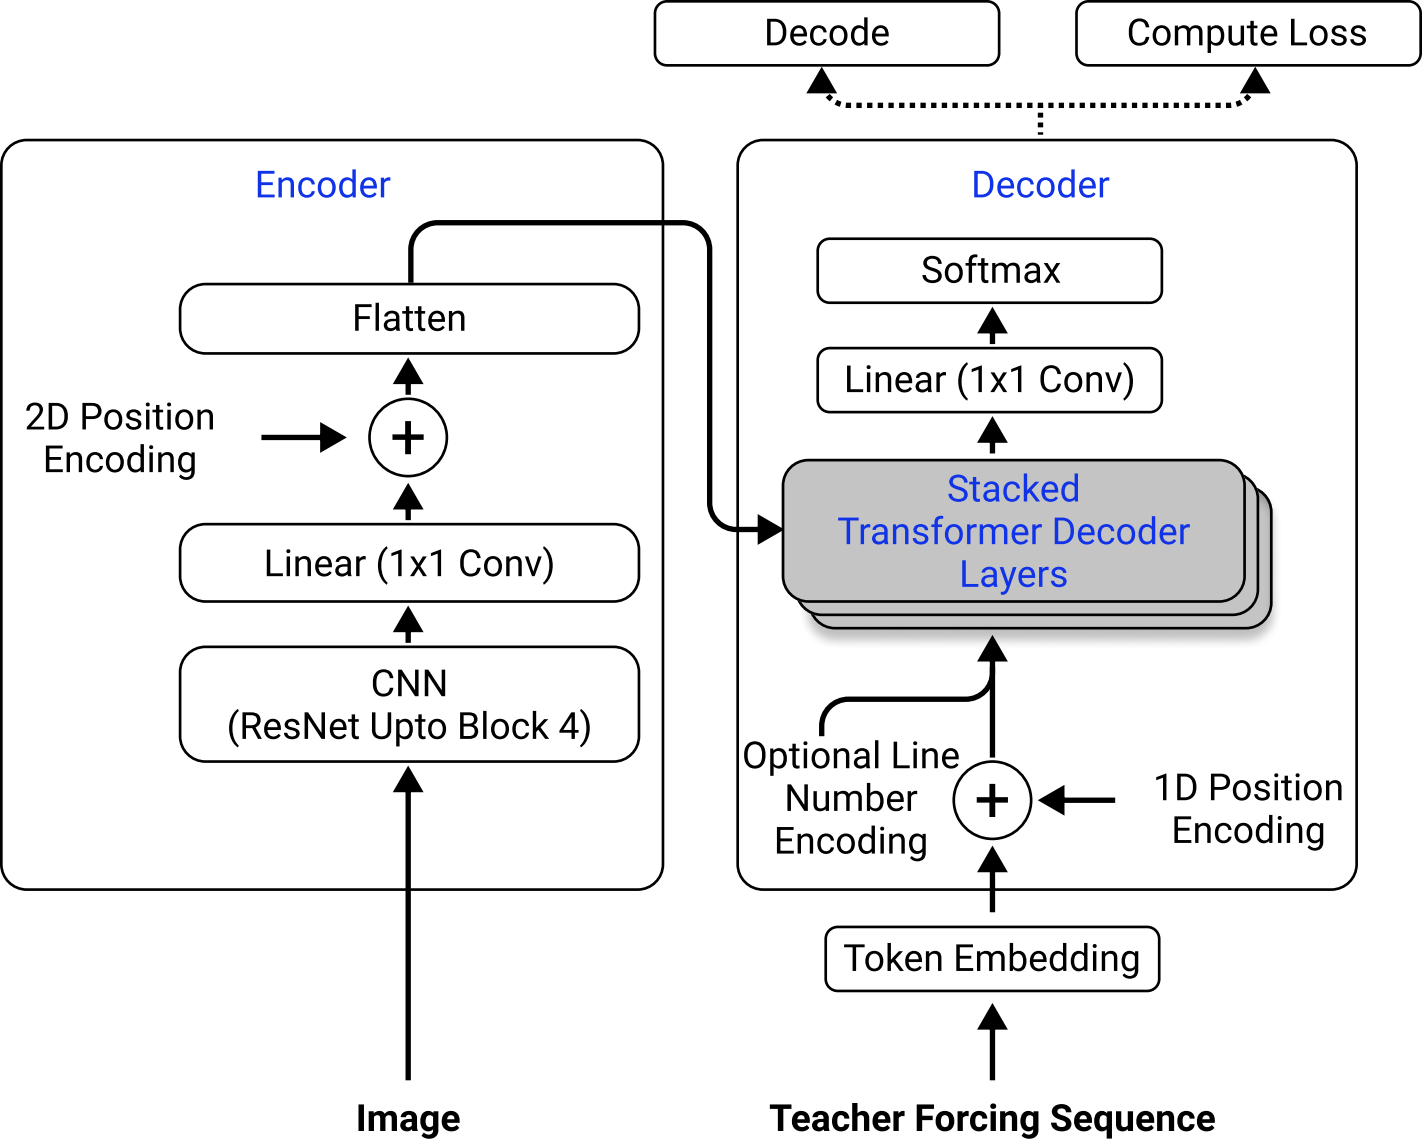 Decode
Compute Loss
Encoder
Flatten
2D Position
Encoding
+
Linear (1x1 Conv)
CNN
(ResNet Upto Block 4)
Image
Decoder
Softmax
Linear (1x1 Conv)
Stacked
Transformer Decoder
Layers
Optional Line
Number
Encoding
+
1D Position
Encoding
Token Embedding
Teacher Forcing Sequence